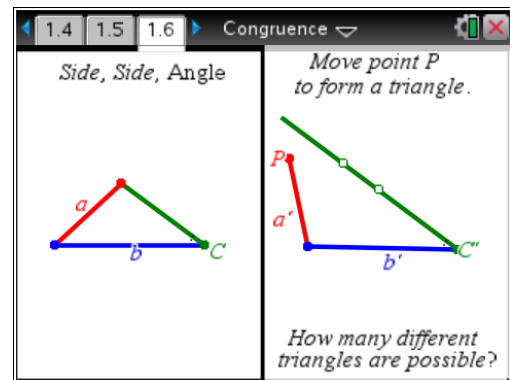 1.4 1.5 1.6 Congruence
Side, Side, Angle
a
b
C
Move point P
to form a triangle.
P
a'
b'
C"
How many different
triangles are possible?